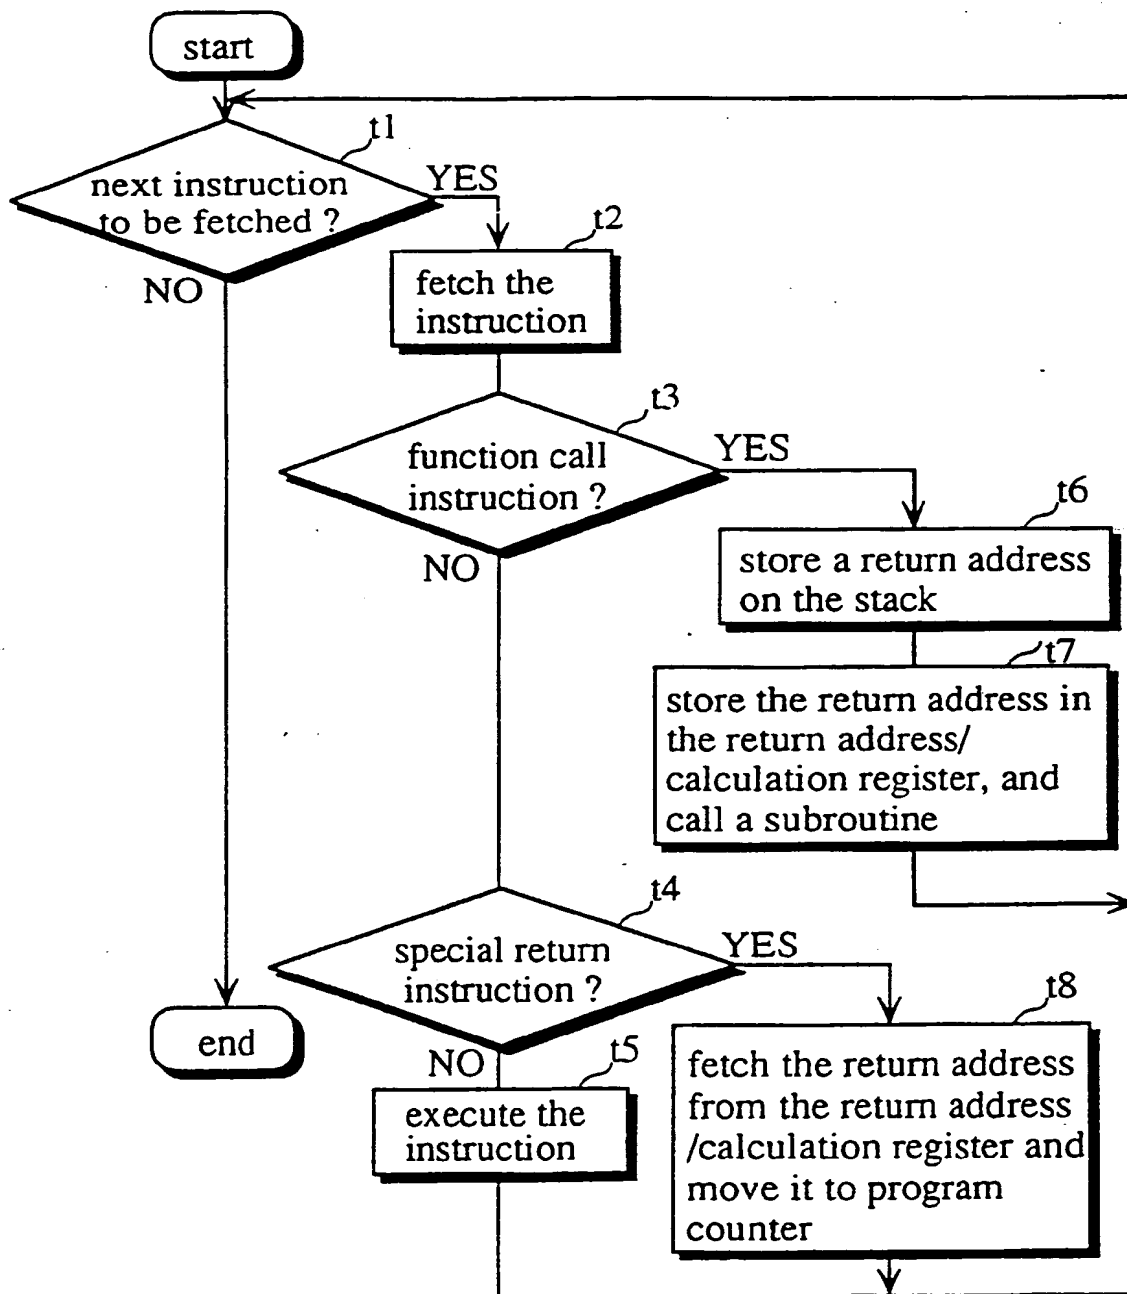 start
t1
next instruction
to be fetched ?
YES
NO
t2
fetch the
instruction
t3
function call
instruction ?
YES
NO
t6
store a return address
on the stack
t7
store the return address in
the return address/
calculation register, and
call a subroutine
t4
special return
instruction ?
YES
NO
t8
fetch the return address
from the return address
/calculation register and
move it to program
counter
t5
execute the
instruction
end